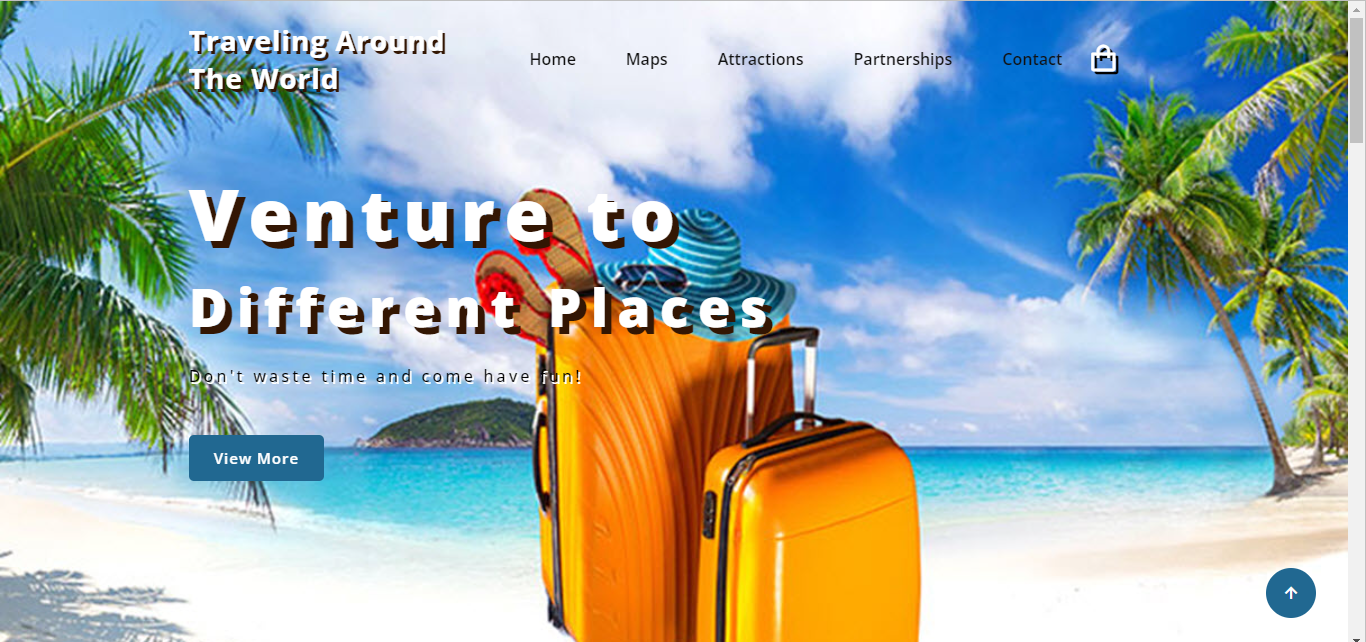 Traveling Around
The World
Home Maps Attractions Partnerships Contact
Venture to
Different Places
Don't waste time and come have fun!
View More